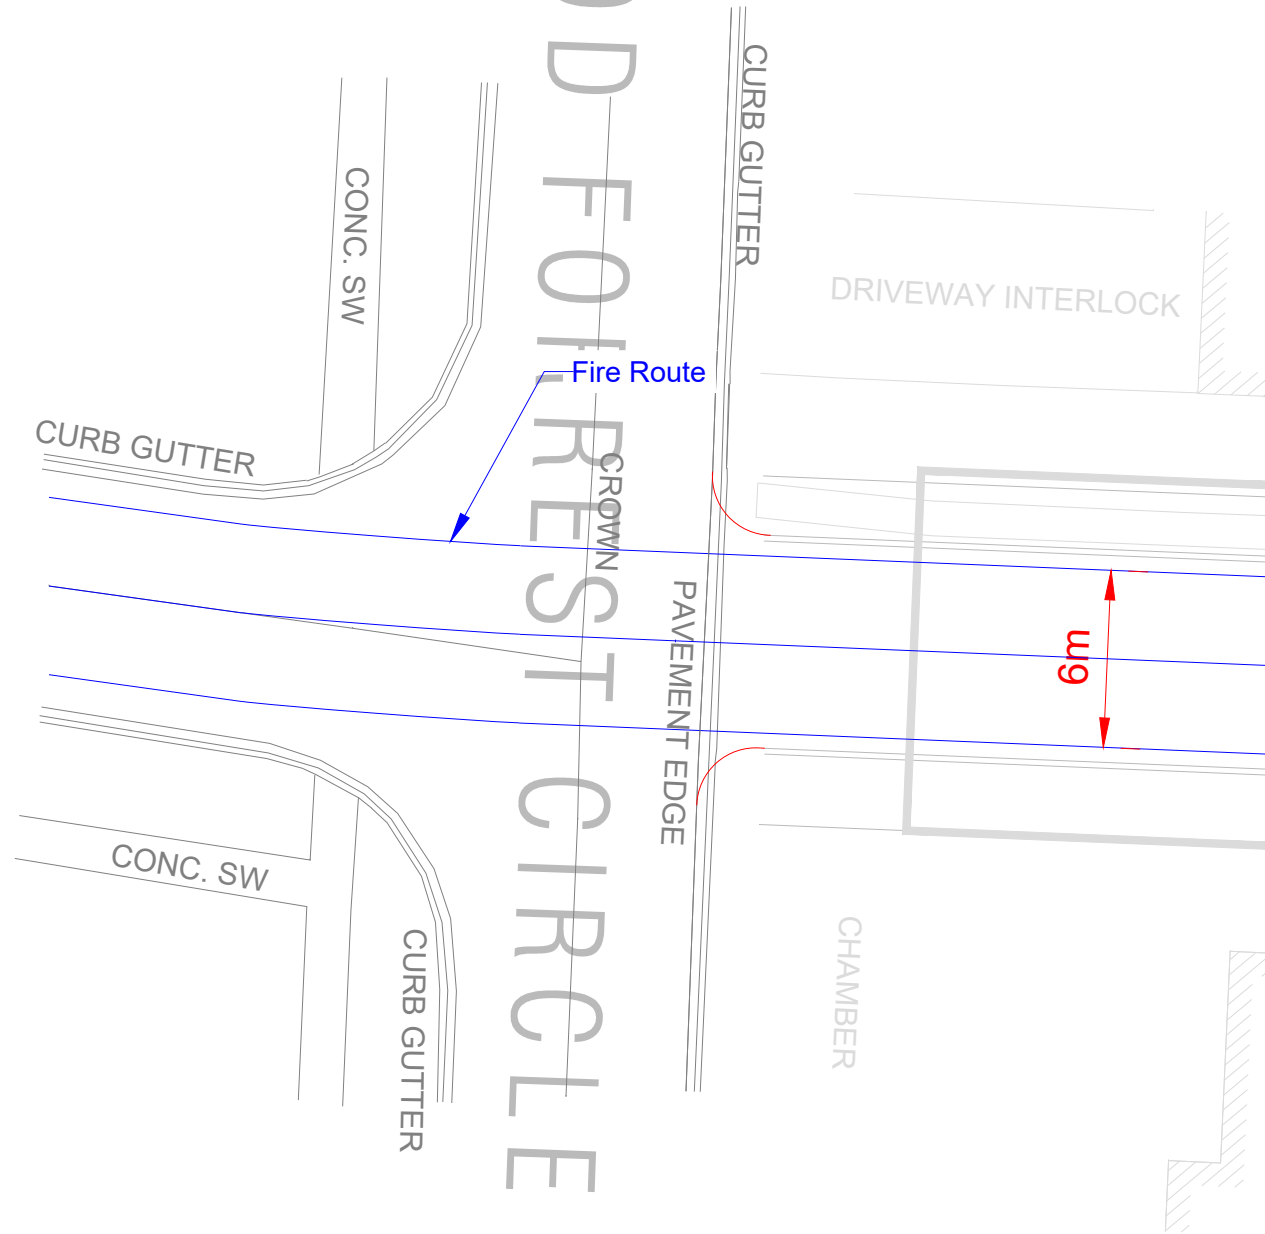 CURB GUTTER
CONC. SW
DRIVEWAY INTERLOCK
Fire Route
CURB GUTTER
CROWN
FORREST CIRCLE
PAVEMENT EDGE
6m
CONC. SW
CURB GUTTER
CHAMBER